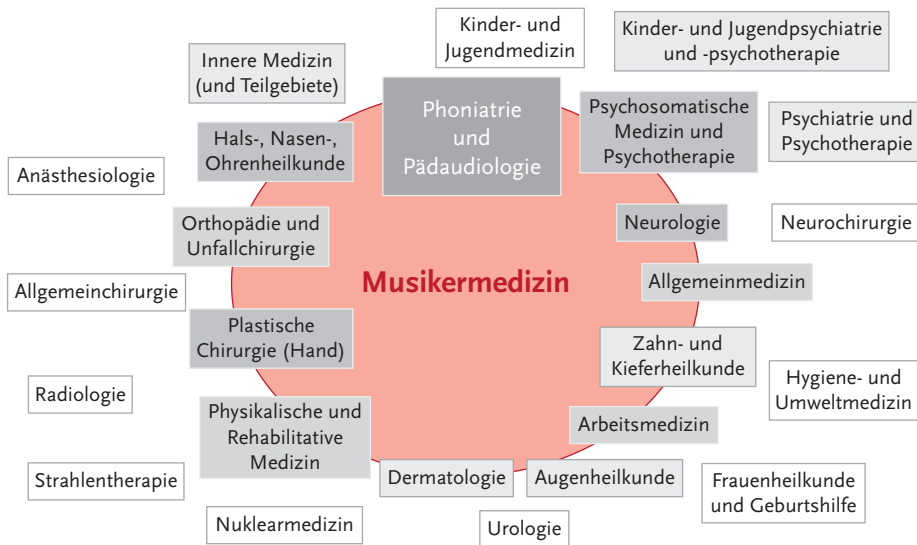 Kinder- und
Jugendmedizin
Kinder- und Jugendpsychiatrie
und -psychotherapie
Innere Medizin
(und Teilgebiete)
Phoniatrie
und
Pädaudiologie
Psychosomatische
Medizin und
Psychotherapie
Psychiatrie und
Psychotherapie
Hals-, Nasen-,
Ohrenheilkunde
Anästhesiologie
Orthopädie und
Unfallchirurgie
Neurologie
Neurochirurgie
Allgemeinchirurgie
Musikermedizin
Allgemeinmedizin
Plastische
Chirurgie (Hand)
Zahn- und
Kieferheilkunde
Hygiene- und
Umweltmedizin
Radiologie
Physikalische und
Rehabilitative
Medizin
Arbeitsmedizin
Strahlentherapie
Dermatologie
Augenheilkunde
Frauenheilkunde
und Geburtshilfe
Nuklearmedizin
Urologie